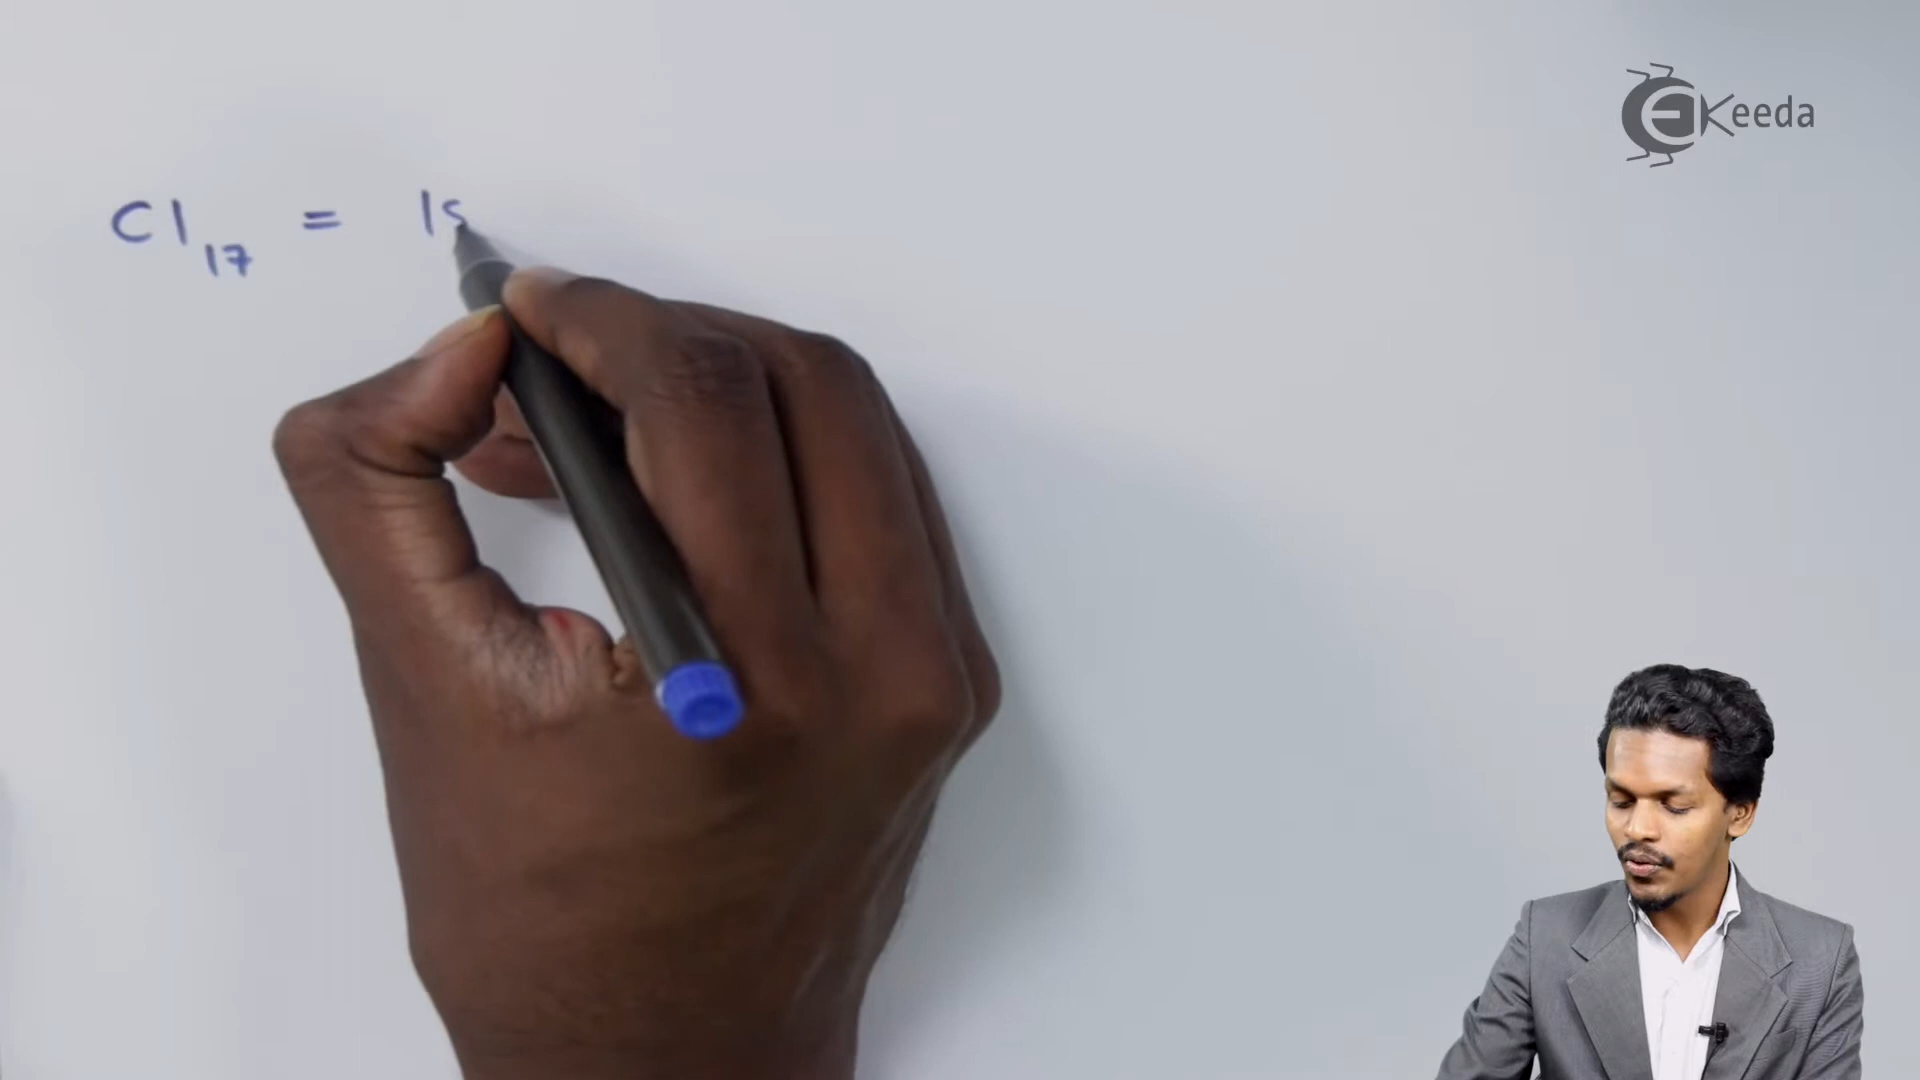 EKeeda
Cl₁₇ = 1s